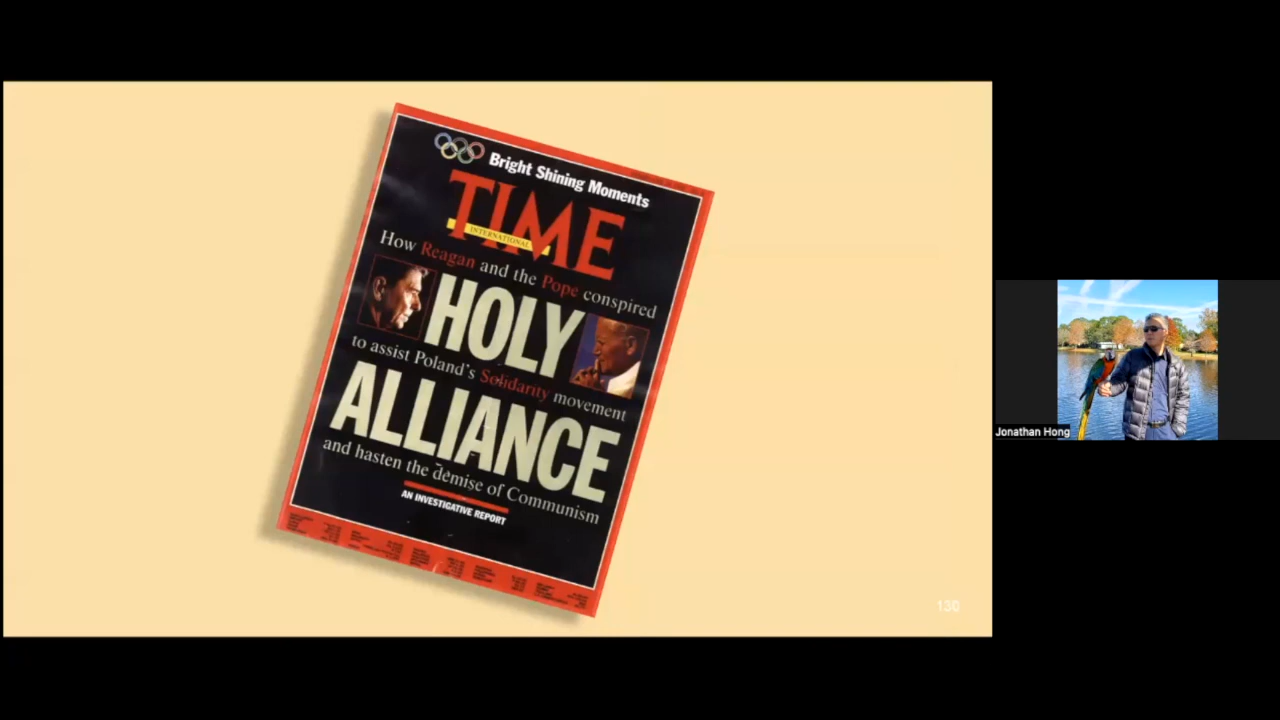 Bright Shining Moments
TIME
INTERNATIONAL
How Reagan and the Pope conspired
HOLY
to assist Poland's Solidarity movement
ALLIANCE
and hasten the demise of Communism
AN INVESTIGATIVE REPORT
130
Jonathan Hong